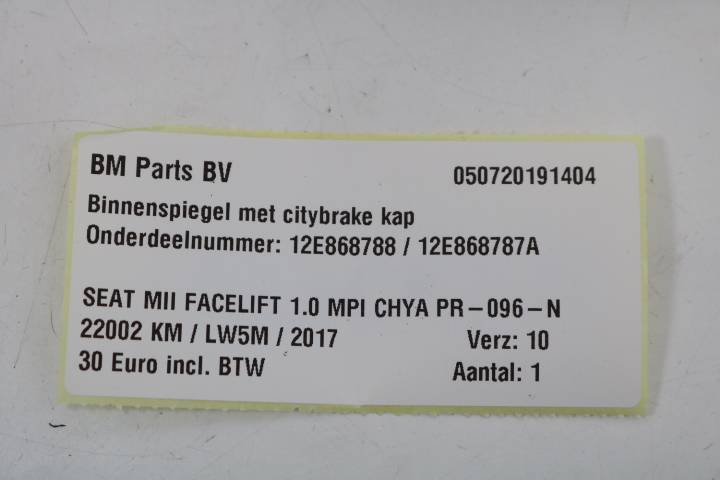 BM Parts BV 050720191404
Binnenspiegel met citybrake kap
Onderdeelnummer: 12E868788 / 12E868787A
SEAT MII FACELIFT 1.0 MPI CHYA PR-096-N
22002 KM / LW5M / 2017 Verz: 10
30 Euro incl. BTW Aantal: 1